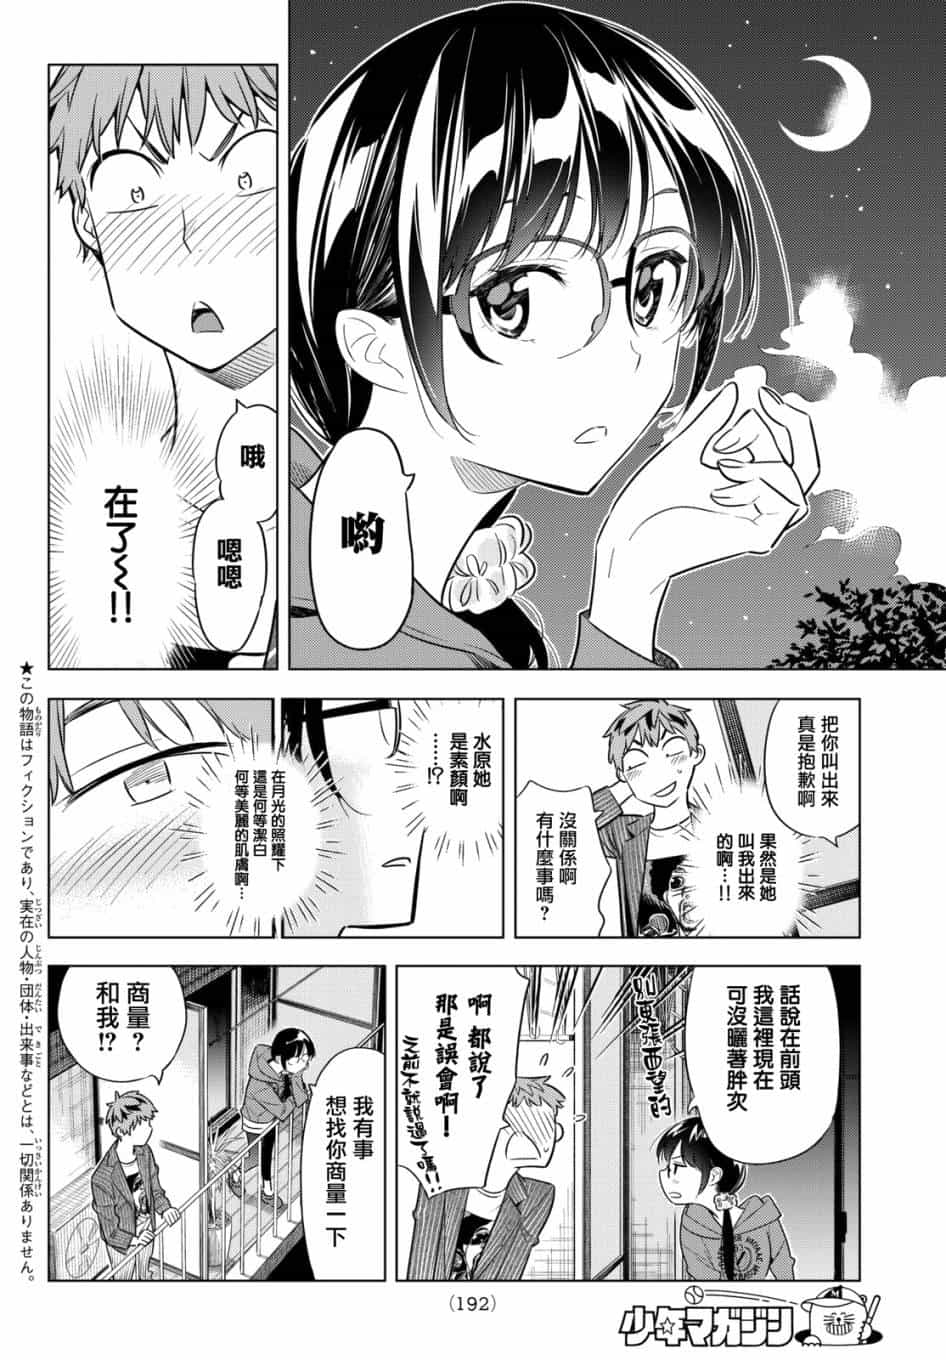 喲
哦
嗯嗯
在了～～!!
把你叫出來
真是抱歉啊
果然是她
叫我出來
的啊…!!
沒關係啊
有什麼事嗎?
水原她
是素顏啊
…!?
在月光的照耀下
這是何等潔白
何等美麗的肌膚啊…
話說在前頭
我這裡現在
可沒曬著胖次
別東張西望的
啊 都說了
那是誤會啊!
之前不就說過了嗎!!
我有事
想找你商量一下
商量?
和我!?
★この物語はフィクションであり、実在の人物・団体・出来事などとは、一切関係ありません。
(192)
少年マガジン